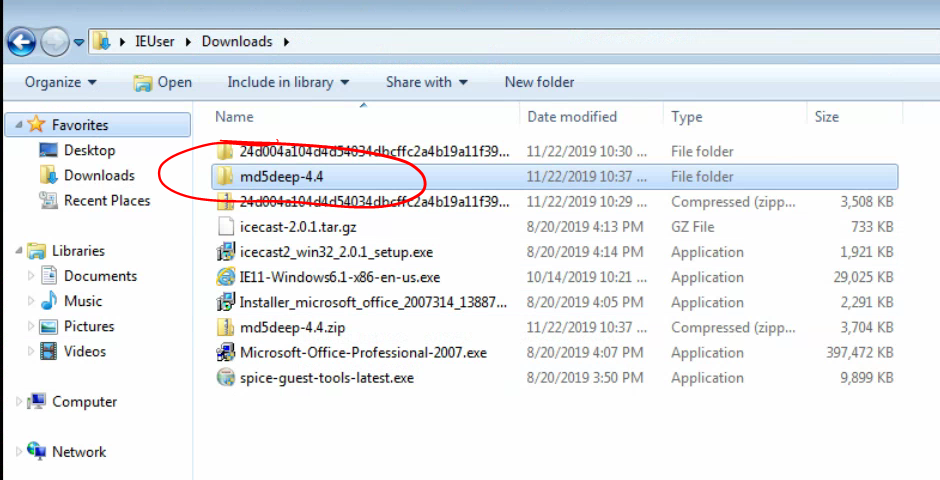 IEUser Downloads
Organize Open Include in library Share with New folder
Name Date modified Type Size
Favorites
Desktop
Downloads
Recent Places
Libraries
Documents
Music
Pictures
Videos
Computer
Network
24d004a104d4d54034dbcffc2a4b19a11f39... 11/22/2019 10:30 ... File folder
md5deep-4.4 11/22/2019 10:37 ... File folder
24d004a104d4d54034dbcffc2a4b19a11f39... 11/22/2019 10:29 ... Compressed (zipp... 3,508 KB
icecast-2.0.1.tar.gz 8/20/2019 4:13 PM GZ File 733 KB
icecast2_win32_2.0.1_setup.exe 8/20/2019 4:14 PM Application 1,921 KB
IE11-Windows6.1-x86-en-us.exe 10/14/2019 10:21 ... Application 29,025 KB
Installer_microsoft_office_2007314_13887... 8/20/2019 4:05 PM Application 2,291 KB
md5deep-4.4.zip 11/22/2019 10:37 ... Compressed (zipp... 3,704 KB
Microsoft-Office-Professional-2007.exe 8/20/2019 4:07 PM Application 397,472 KB
spice-guest-tools-latest.exe 8/20/2019 3:50 PM Application 9,899 KB